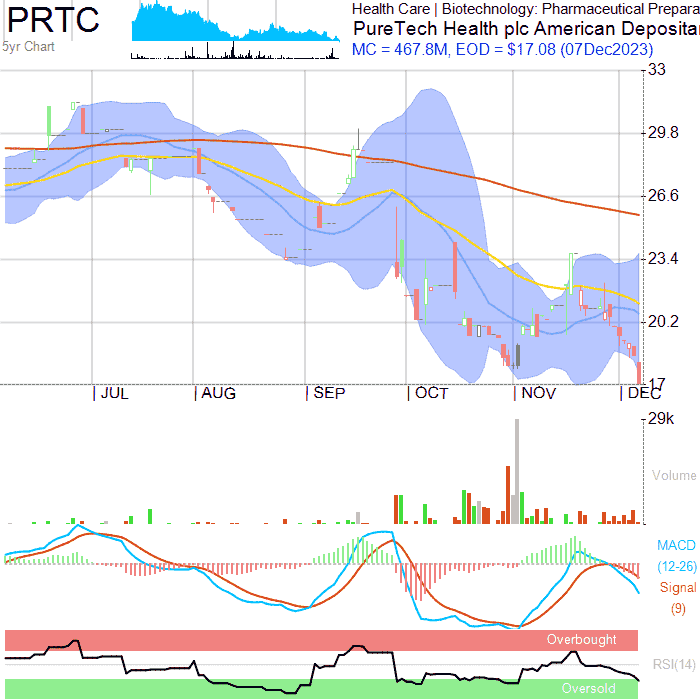 PRTC
5yr Chart
Health Care | Biotechnology: Pharmaceutical Prepara
PureTech Health plc American Depositar
MC = 467.8M, EOD = $17.08 (07Dec2023)
33
29.8
26.6
23.4
20.2
17
JUL
AUG
SEP
OCT
NOV
DEC
29K
Volume
MACD
(12-26)
Signal
(9)
Overbought
RSI(14)
Oversold